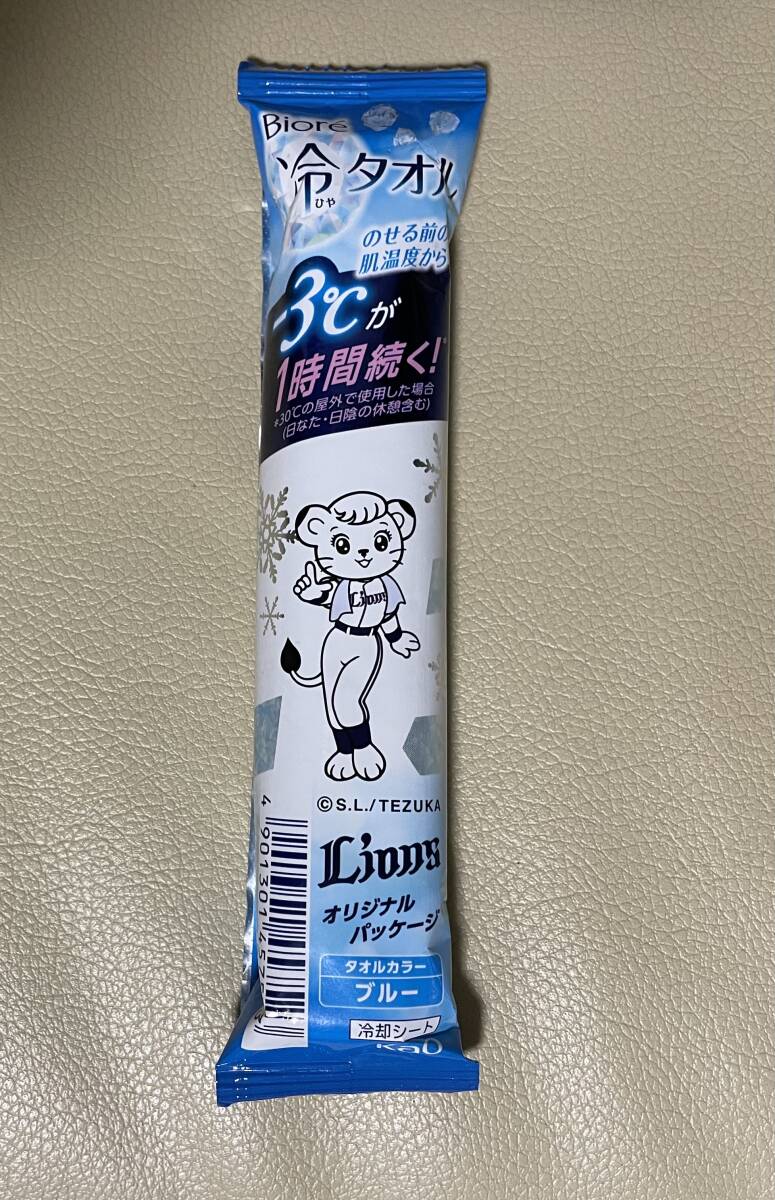 Bioré
冷タオル
ひや
のせる前の
肌温度から
-3℃が
1時間続く!*
*30℃の屋外で使用した場合
(日なた・日陰の休憩含む)
Lions
©S.L./TEZUKA
Lions
オリジナル
パッケージ
タオルカラー
ブルー
冷却シート
Kao
4 901301 457